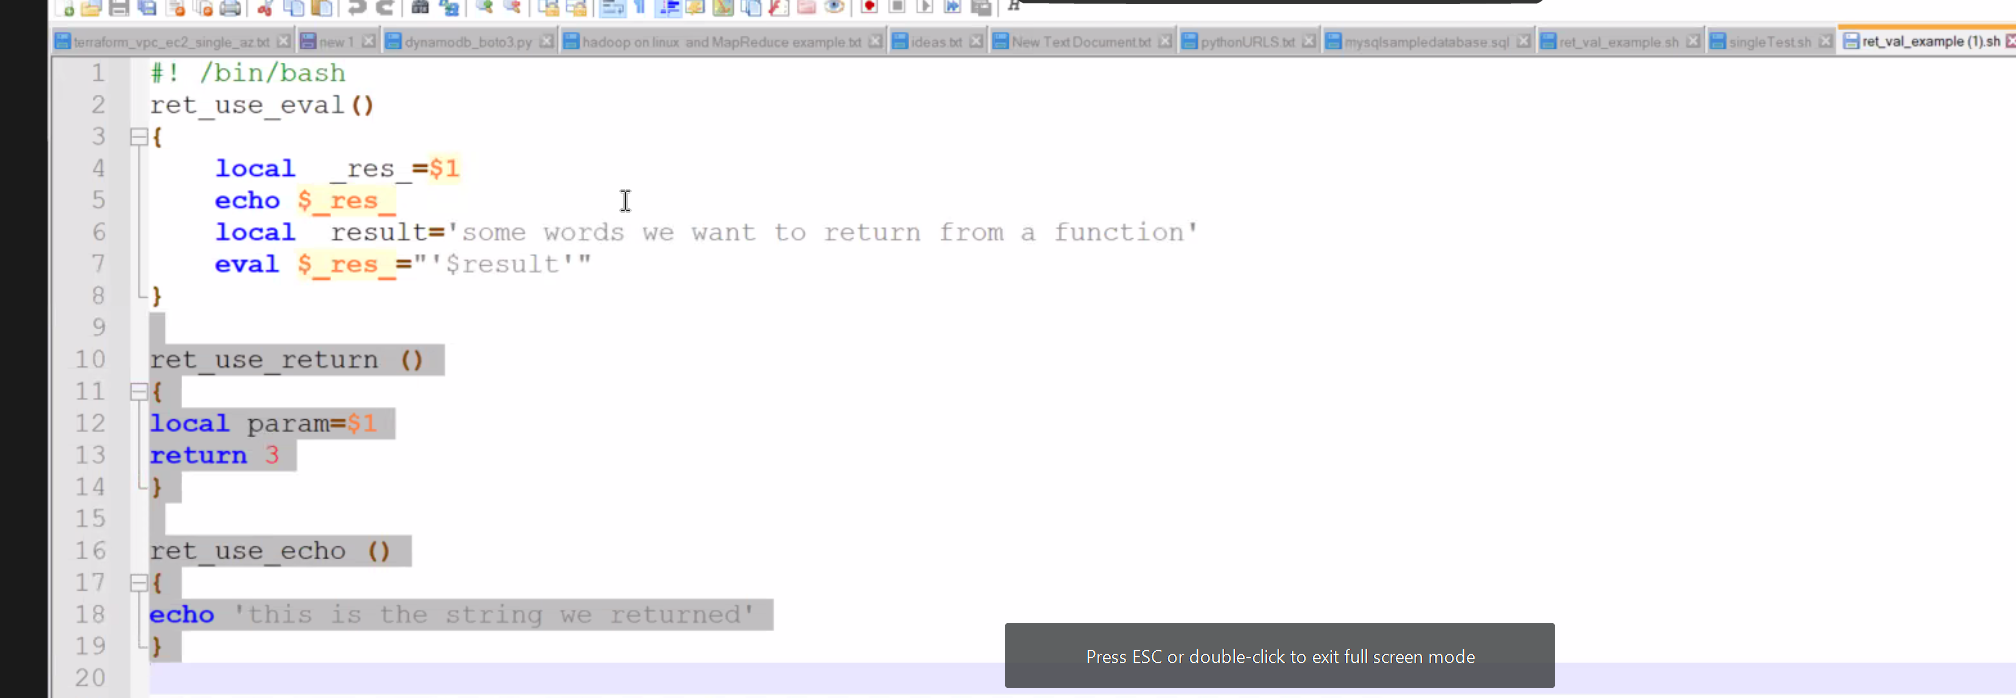 terraform_vpc_ec2_single_az.txt new 1 dynamodb_boto3.py hadoop on linux and MapReduce example.txt ideas.txt New Text Document.txt pythonURLS.txt mysqlsampledatabase.sql ret_val_example.sh singleTest.sh ret_val_example (1).sh
1 #! /bin/bash
2 ret_use_eval()
3 {
4 local _res_=$1
5 echo $_res_
6 local result='some words we want to return from a function'
7 eval $_res_="'$result'"
8 }
9
10 ret_use_return ()
11 {
12 local param=$1
13 return 3
14 }
15
16 ret_use_echo ()
17 {
18 echo 'this is the string we returned'
19 }
20
Press ESC or double-click to exit full screen mode